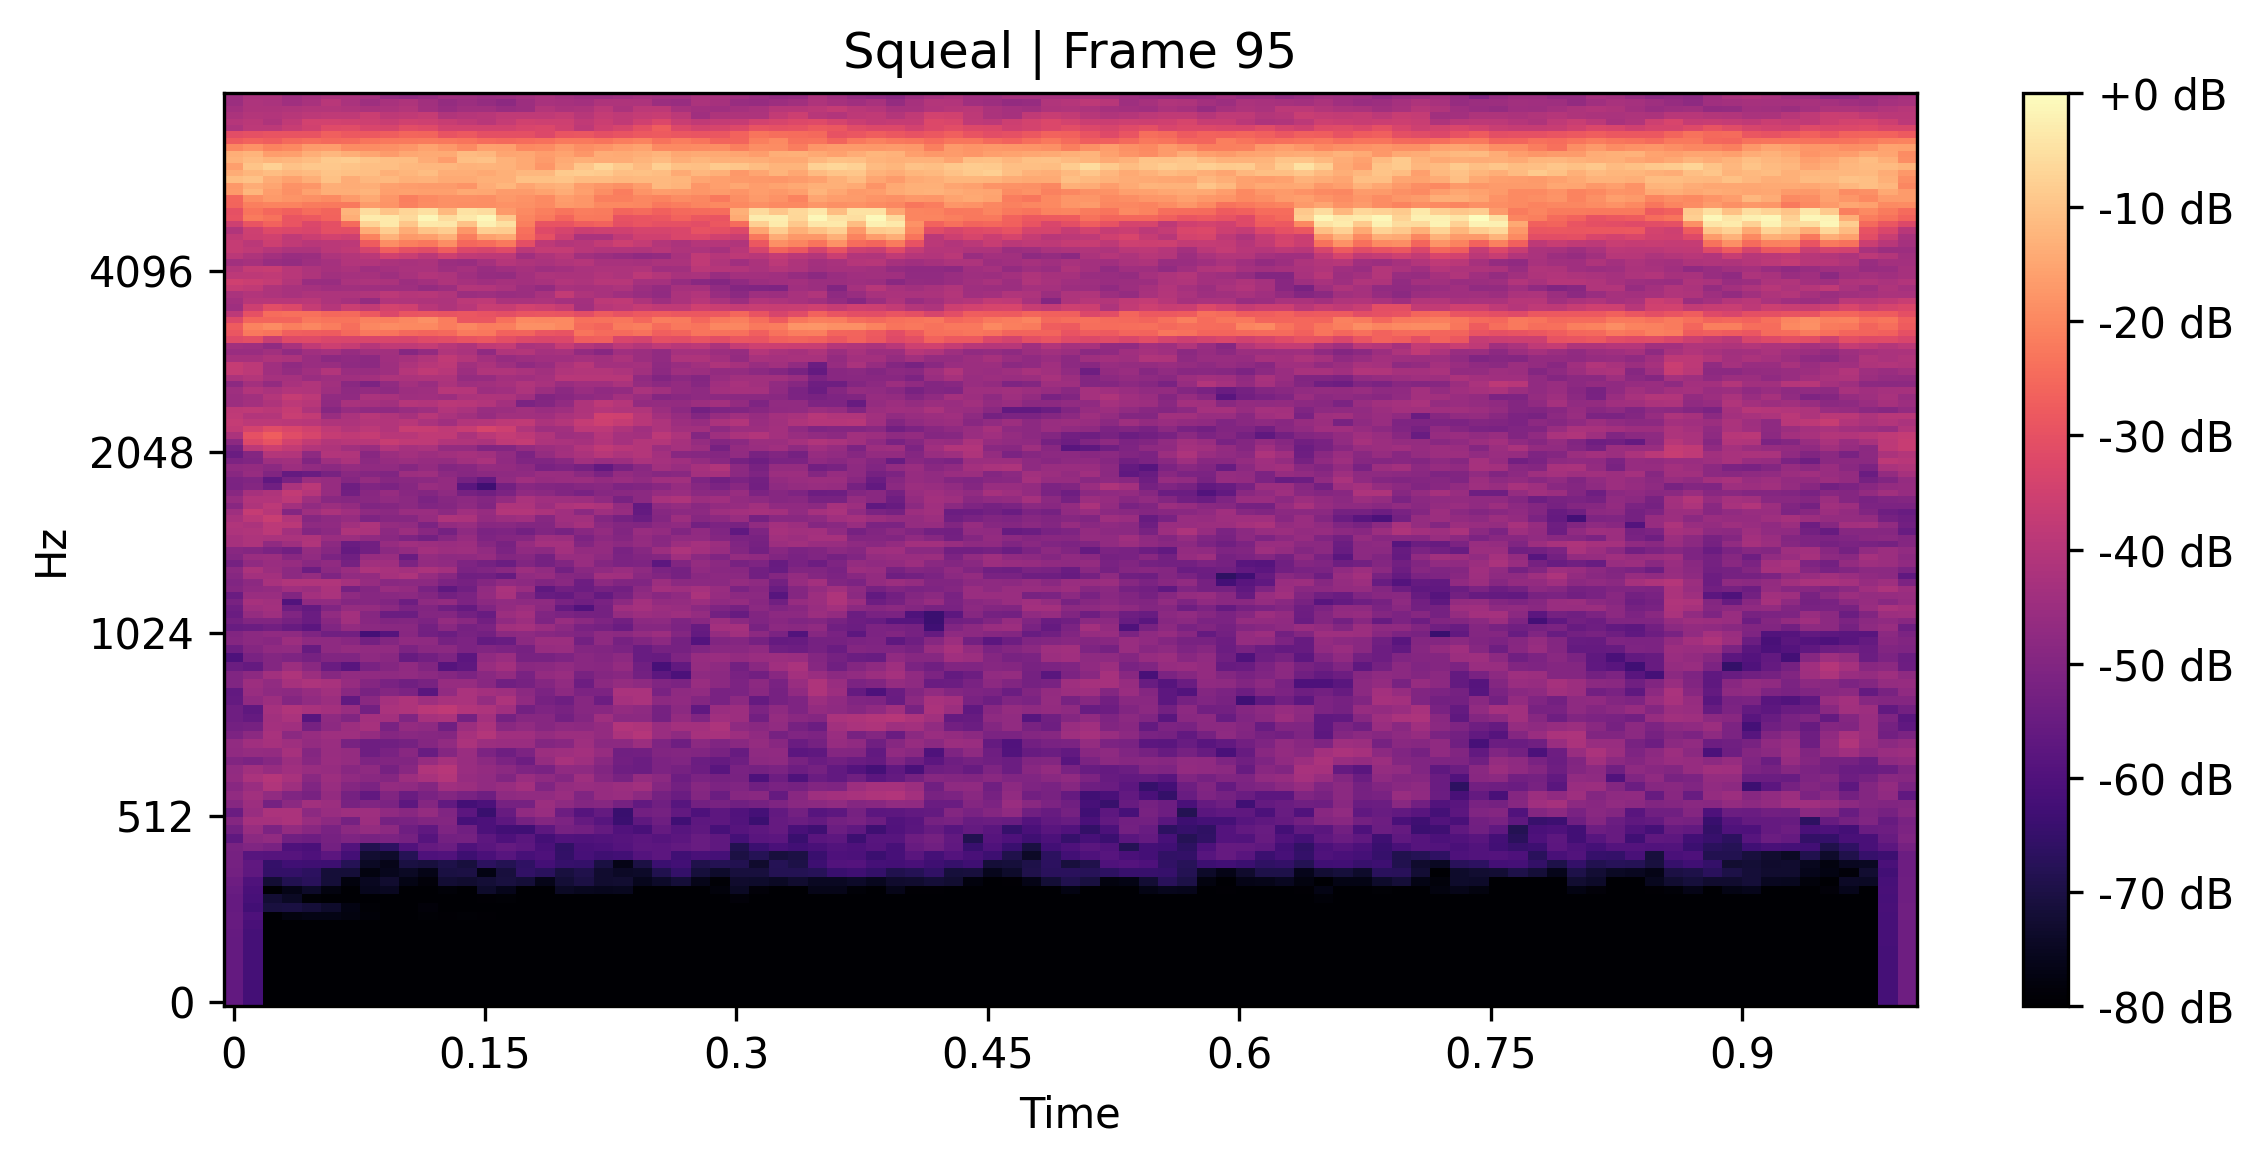 Squeal | Frame 95
+0 dB
-10 dB
4096
-20 dB
-30 dB
2048
Hz
-40 dB
1024
-50 dB
512
-60 dB
-70 dB
0
-80 dB
0 0.15 0.3 0.45 0.6 0.75 0.9
Time